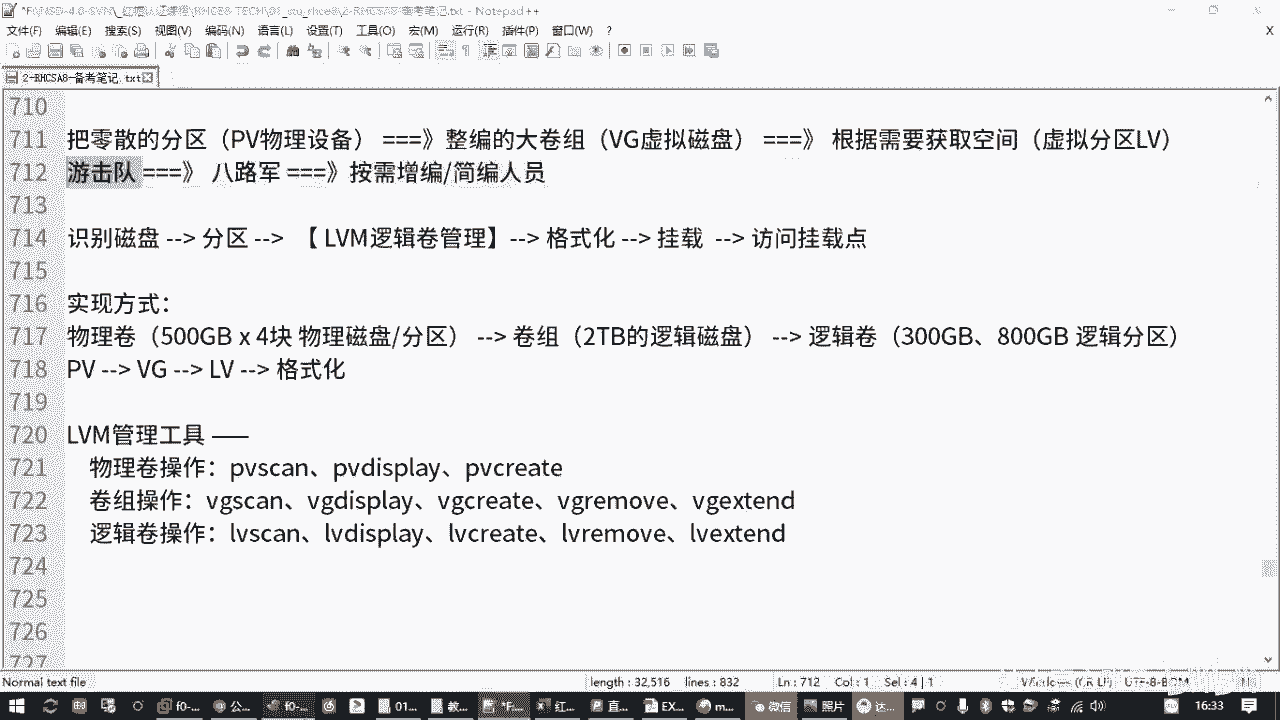 *F:\NSD-4.0-SVN\_红帽认证课程\RHCE8-TECH\01_stu_rhce8\2-RHCSA8-备考笔记.txt - Notepad++
文件(F) 编辑(E) 搜索(S) 视图(V) 编码(N) 语言(L) 设置(T) 工具(O) 宏(M) 运行(R) 插件(P) 窗口(W) ? X
2-RHCSA8-备考笔记.txt
710
711 把零散的分区（PV物理设备） ===》整编的大卷组（VG虚拟磁盘） ===》 根据需要获取空间（虚拟分区LV）
712 游击队 ===》 八路军 ===》按需增编/简编人员
713
714 识别磁盘 --> 分区 --> 【 LVM逻辑卷管理】--> 格式化 --> 挂载 --> 访问挂载点
715
716 实现方式：
717 物理卷（500GB x 4块 物理磁盘/分区） --> 卷组（2TB的逻辑磁盘） --> 逻辑卷（300GB、800GB 逻辑分区）
718 PV --> VG --> LV --> 格式化
719
720 LVM管理工具 ——
721 物理卷操作：pvscan、pvdisplay、pvcreate
722 卷组操作：vgscan、vgdisplay、vgcreate、vgremove、vgextend
723 逻辑卷操作：lvscan、lvdisplay、lvcreate、lvremove、lvextend
724
725
726
727
Normal text file length : 32,516 lines : 832 Ln : 712 Col : 1 Sel : 4 | 1 Windows (CR LF) UTF-8-BOM
f0-... 公... f0-... 01... 教... *F... 红... 直... EX... m... 微信 照片 达... 16:33